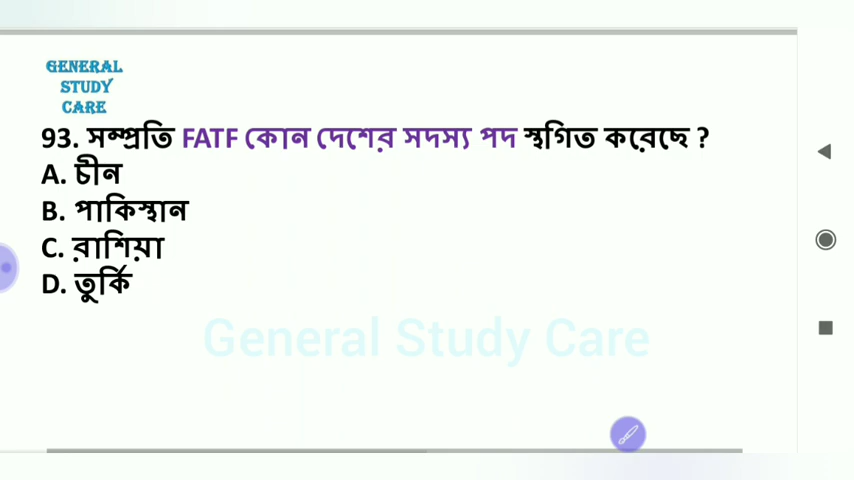 GENERAL
STUDY
CARE
93. সম্প্রতি FATF কোন দেশের সদস্য পদ স্থগিত করেছে ?
A. চীন
B. পাকিস্থান
C. রাশিয়া
D. তুর্কি
General Study Care